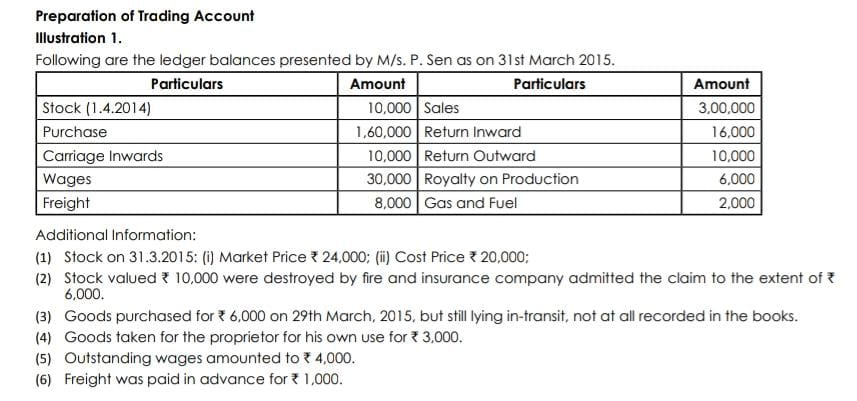 Preparation of Trading Account
Illustration 1.
Following are the ledger balances presented by M/s. P. Sen as on 31st March 2015.
Particulars Amount Particulars Amount
Stock (1.4.2014) 10,000 Sales 3,00,000
Purchase 1,60,000 Return Inward 16,000
Carriage Inwards 10,000 Return Outward 10,000
Wages 30,000 Royalty on Production 6,000
Freight 8,000 Gas and Fuel 2,000
Additional Information:
(1) Stock on 31.3.2015: (i) Market Price ₹ 24,000; (ii) Cost Price ₹ 20,000;
(2) Stock valued ₹ 10,000 were destroyed by fire and insurance company admitted the claim to the extent of ₹
6,000.
(3) Goods purchased for ₹ 6,000 on 29th March, 2015, but still lying in-transit, not at all recorded in the books.
(4) Goods taken for the proprietor for his own use for ₹ 3,000.
(5) Outstanding wages amounted to ₹ 4,000.
(6) Freight was paid in advance for ₹ 1,000.